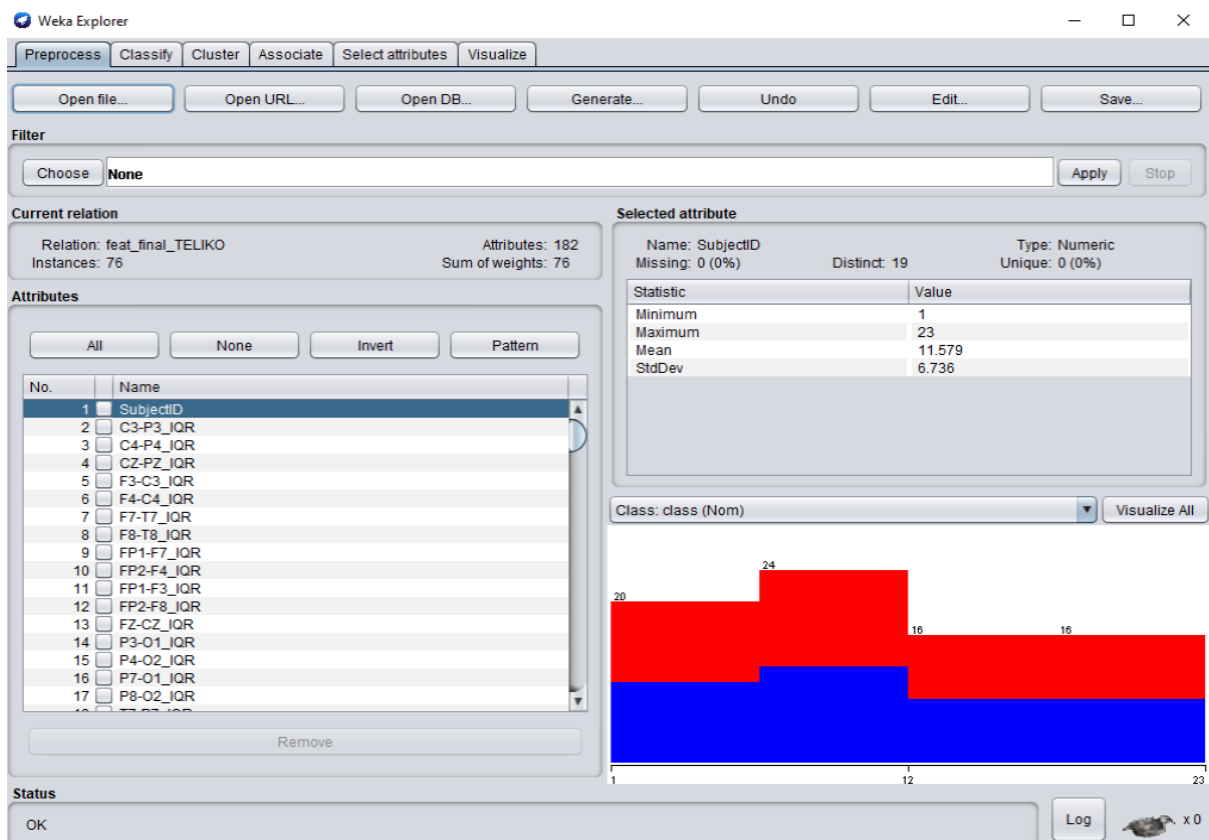 Weka Explorer
Preprocess Classify Cluster Associate Select attributes Visualize
Open file... Open URL... Open DB... Generate... Undo Edit... Save...
Filter
Choose None Apply Stop
Current relation
Relation: feat_final_TELIKO Attributes: 182
Instances: 76 Sum of weights: 76
Attributes
All None Invert Pattern
No. Name
1 SubjectID
2 C3-P3_IQR
3 C4-P4_IQR
4 CZ-PZ_IQR
5 F3-C3_IQR
6 F4-C4_IQR
7 F7-T7_IQR
8 F8-T8_IQR
9 FP1-F7_IQR
10 FP2-F4_IQR
11 FP1-F3_IQR
12 FP2-F8_IQR
13 FZ-CZ_IQR
14 P3-O1_IQR
15 P4-O2_IQR
16 P7-O1_IQR
17 P8-O2_IQR
Remove
Selected attribute
Name: SubjectID Type: Numeric
Missing: 0 (0%) Distinct: 19 Unique: 0 (0%)
Statistic Value
Minimum 1
Maximum 23
Mean 11.579
StdDev 6.736
Class: class (Nom) Visualize All
20 24 16 16
1 12 23
Status
OK Log x 0